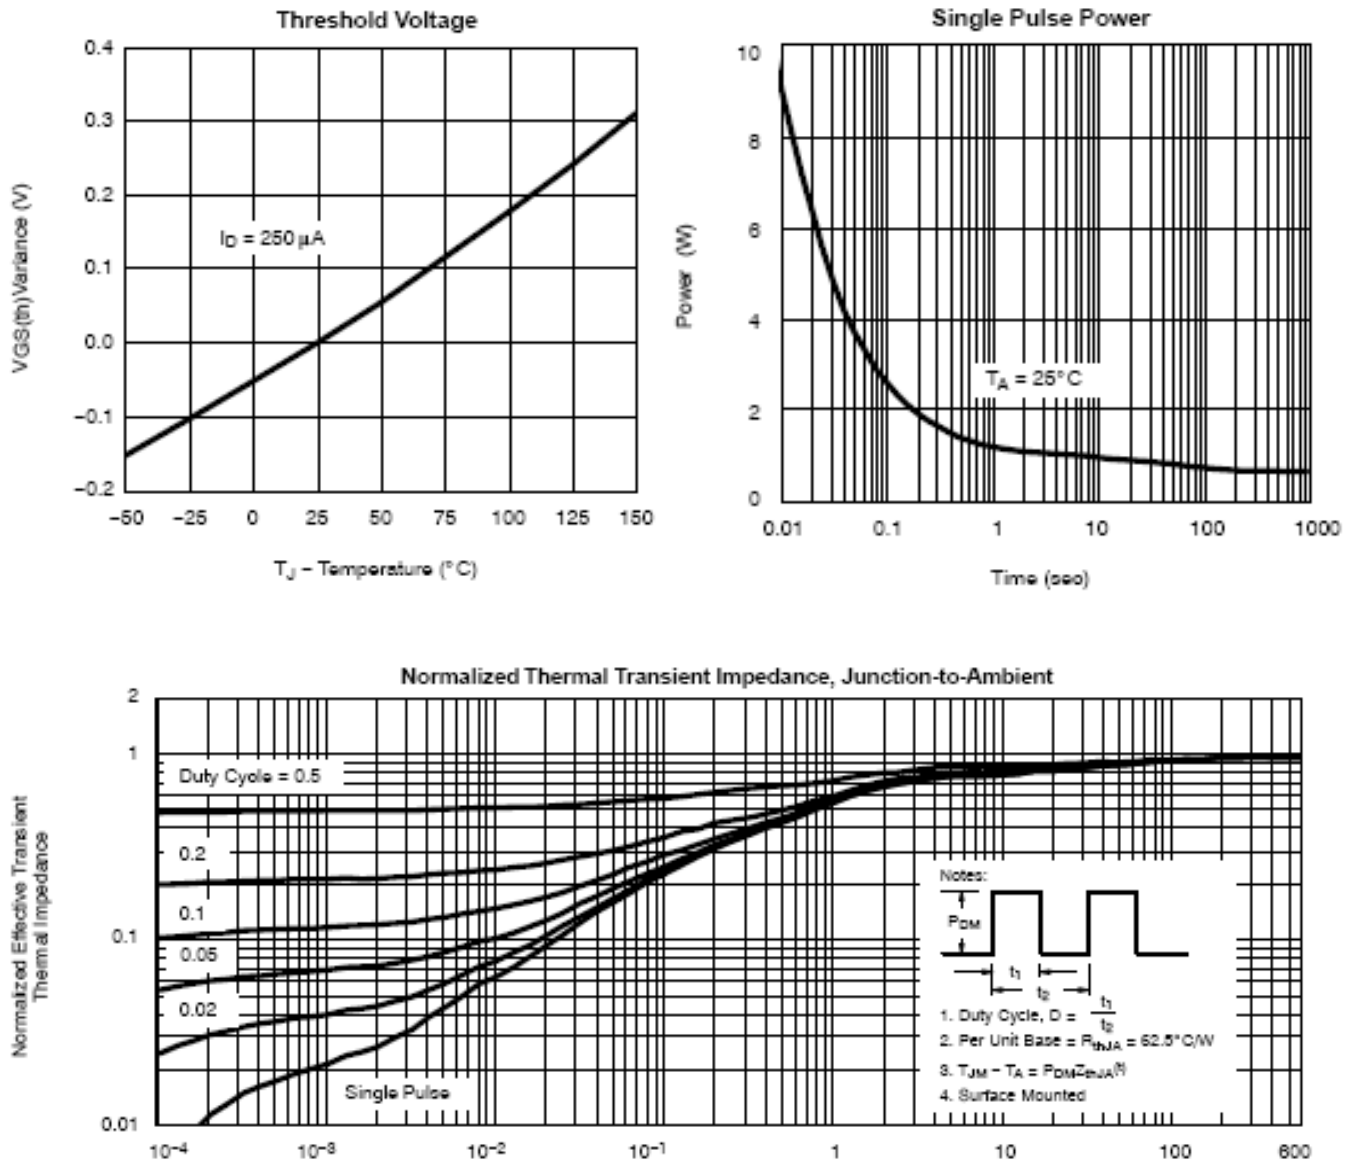 Threshold Voltage
0.4
0.3
0.2
0.1
0.0
−0.1
−0.2
VGS(th) Variance (V)
ID = 250 µA
−50 −25 0 25 50 75 100 125 150
TJ − Temperature (°C)
Single Pulse Power
10
8
6
4
2
0
Power (W)
TA = 25°C
0.01 0.1 1 10 100 1000
Time (sec)
Normalized Thermal Transient Impedance, Junction-to-Ambient
2
1
0.1
0.01
Normalized Effective Transient
Thermal Impedance
Duty Cycle = 0.5
0.2
0.1
0.05
0.02
Single Pulse
Notes:
PDM
t1
t2
1. Duty Cycle, D = t1/t2
2. Per Unit Base = RthJA = 62.5°C/W
3. TJM − TA = PDMZthJA(t)
4. Surface Mounted
10−4 10−3 10−2 10−1 1 10 100 600